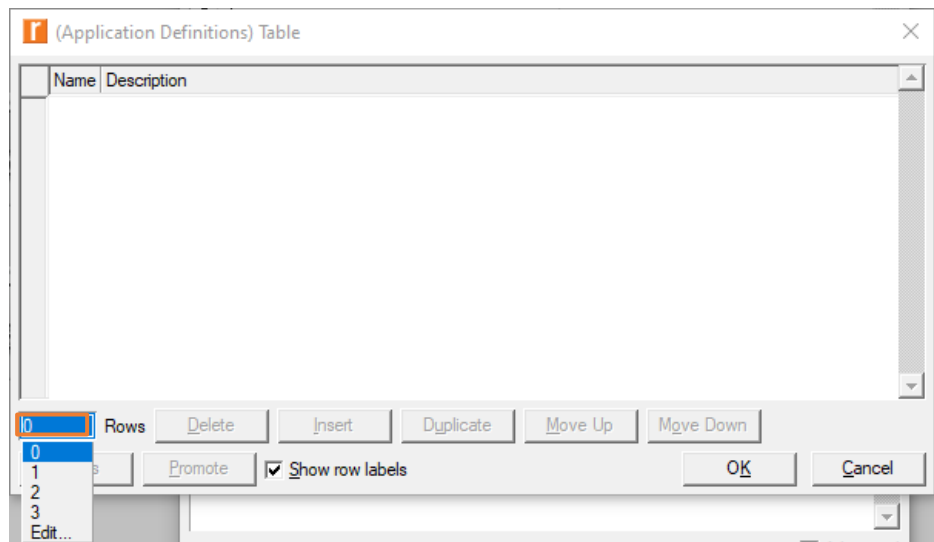 r (Application Definitions) Table
Name Description
0 Rows Delete Insert Duplicate Move Up Move Down
0
s Promote Show row labels OK Cancel
1
2
3
Edit...